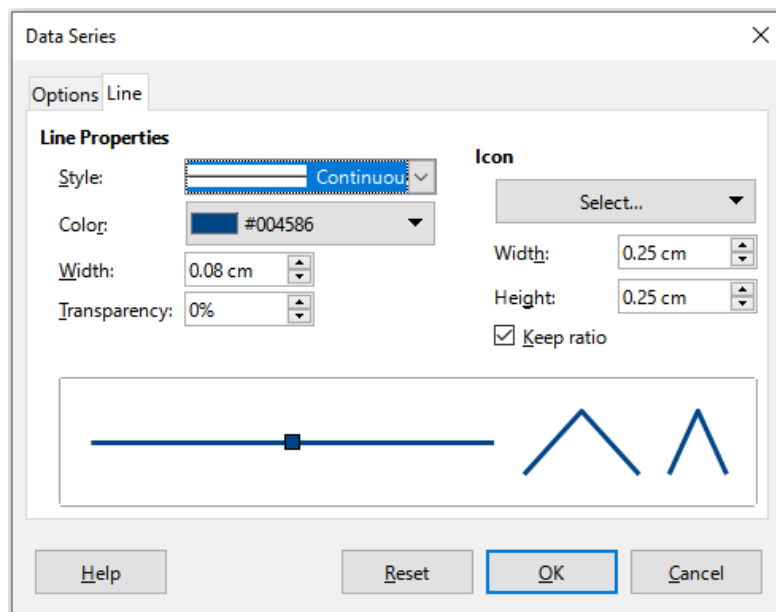 Data Series
Options Line
Line Properties
Style: Continuou
Color: #004586
Width: 0.08 cm
Transparency: 0%
Icon
Select...
Width: 0.25 cm
Height: 0.25 cm
Keep ratio
Help Reset OK Cancel